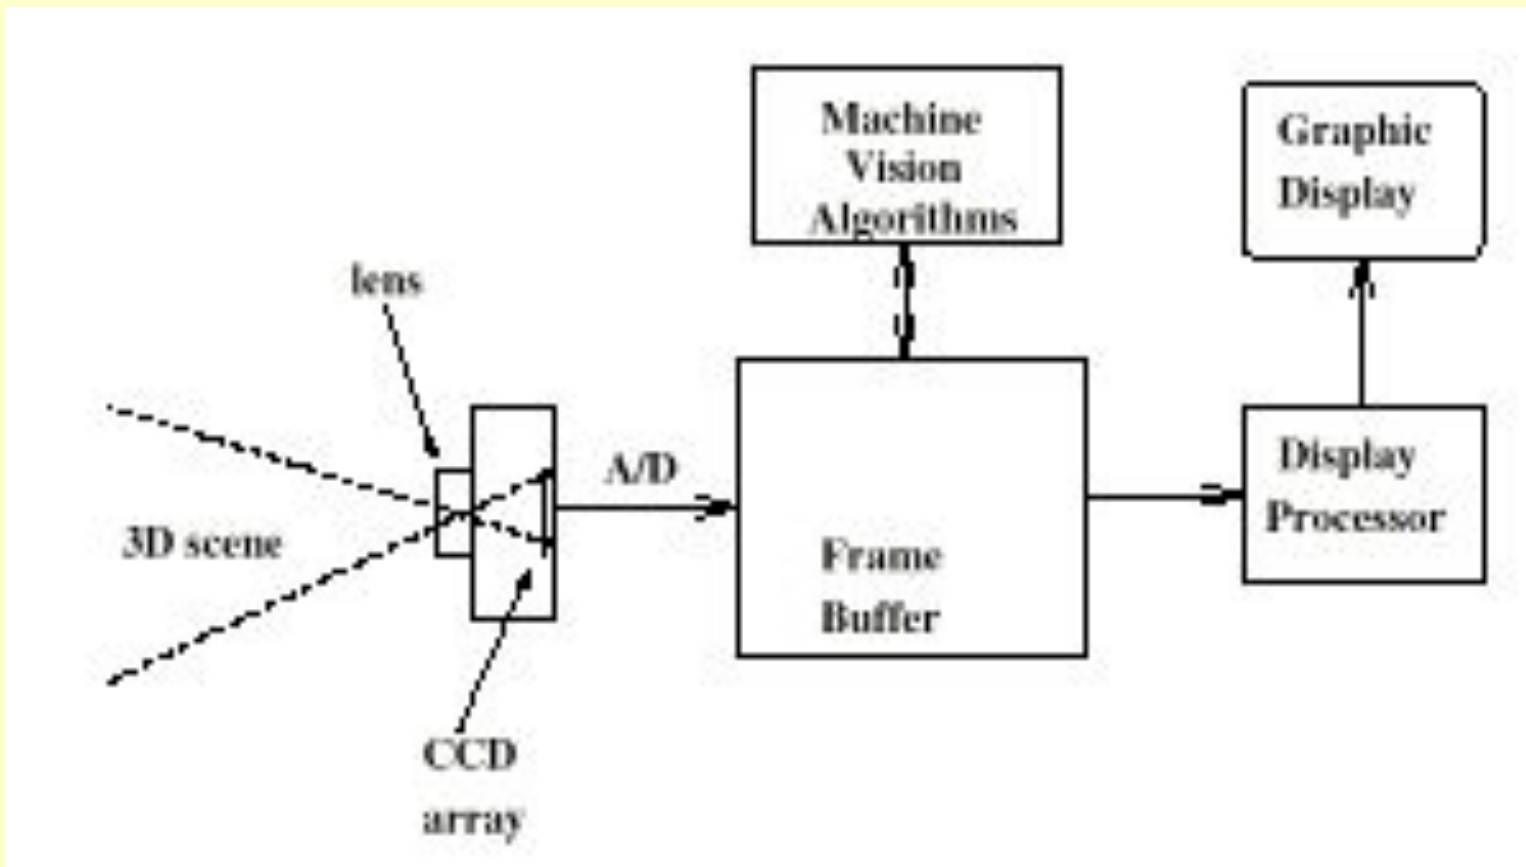 Machine
Vision
Algorithms
Graphic
Display
lens
A/D
3D scene
Frame
Buffer
Display
Processor
CCD
array